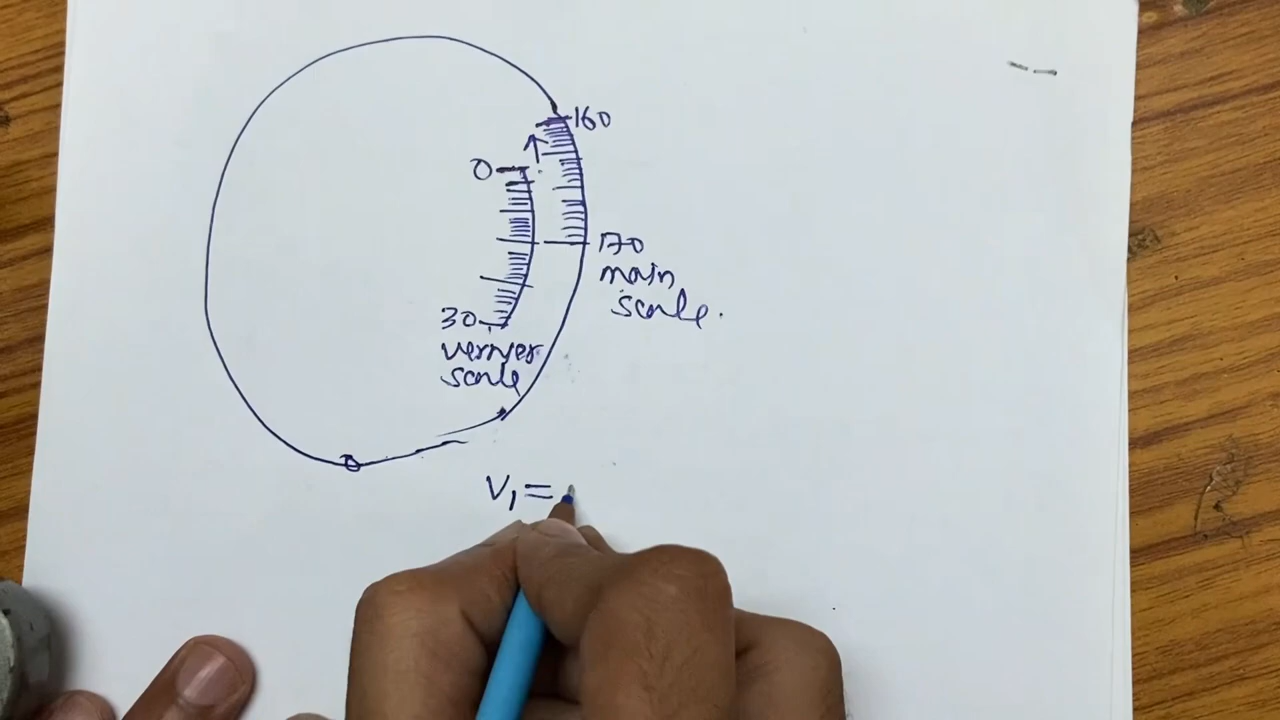 160
0
170
main
scale.
30
vernier
scale
V₁ =